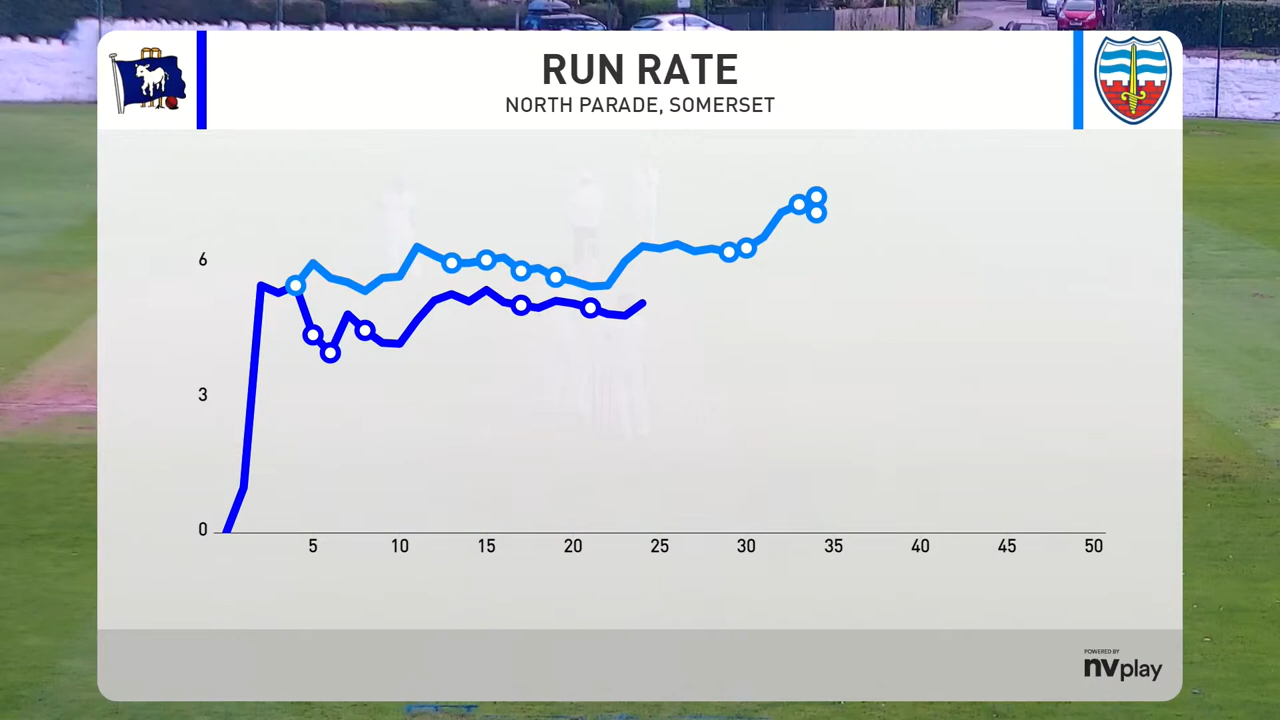 RUN RATE
NORTH PARADE, SOMERSET
6
3
0
5 10 15 20 25 30 35 40 45 50
POWERED BY
nvplay